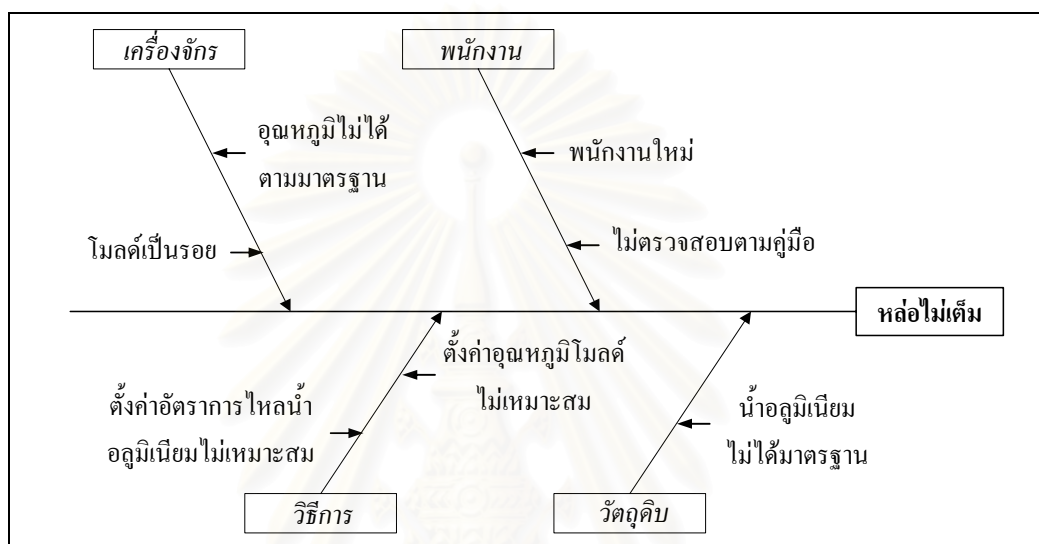 เครื่องจักร
พนักงาน
อุณหภูมิไม่ได้
ตามมาตรฐาน
พนักงานใหม่
โมลด์เป็นรอย
ไม่ตรวจสอบตามคู่มือ
หล่อไม่เต็ม
ตั้งค่าอุณหภูมิโมลด์
ไม่เหมาะสม
ตั้งค่าอัตราการไหลน้ำ
อลูมิเนียมไม่เหมาะสม
น้ำอลูมิเนียม
ไม่ได้มาตรฐาน
วิธีการ
วัตถุดิบ